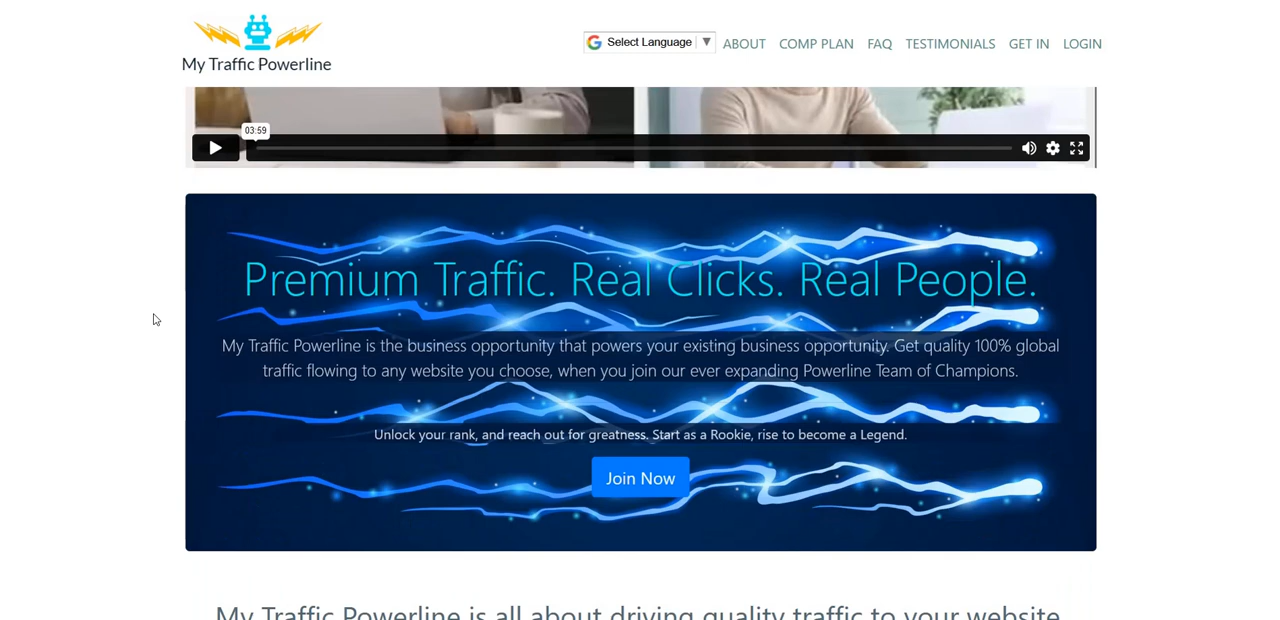 My Traffic Powerline
Select Language ▼ ABOUT COMP PLAN FAQ TESTIMONIALS GET IN LOGIN
03:59
Premium Traffic. Real Clicks. Real People.
My Traffic Powerline is the business opportunity that powers your existing business opportunity. Get quality 100% global
traffic flowing to any website you choose, when you join our ever expanding Powerline Team of Champions.
Unlock your rank, and reach out for greatness. Start as a Rookie, rise to become a Legend.
Join Now
My Traffic Powerline is all about driving quality traffic to your website